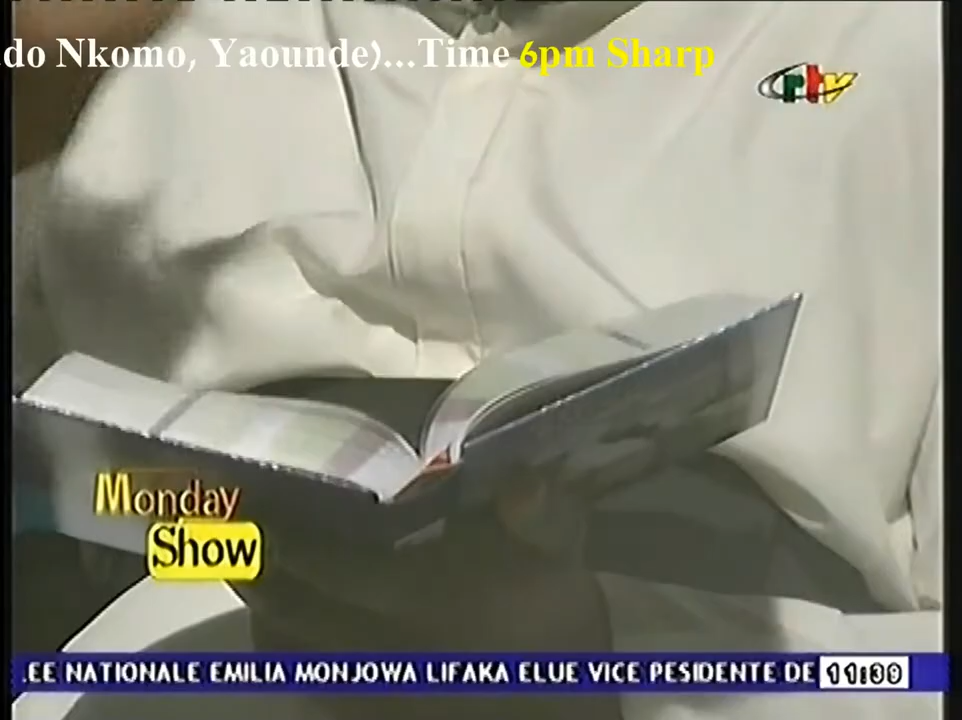 do Nkomo, Yaounde)...Time 6pm Sharp
crtv
Monday
Show
.EE NATIONALE EMILIA MONJOWA LIFAKA ELUE VICE PESIDENTE DE 11:30